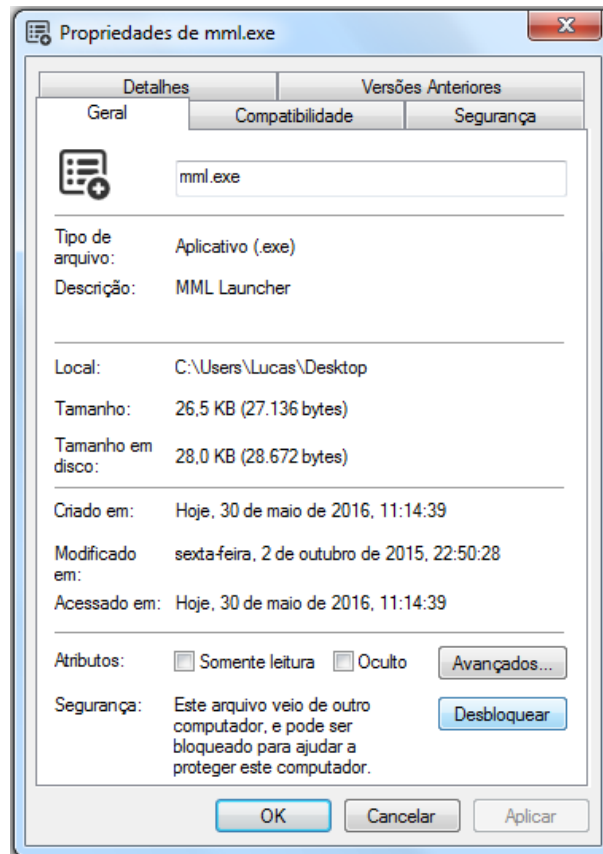 Propriedades de mml.exe
Detalhes
Versões Anteriores
Geral
Compatibilidade
Segurança
mml.exe
Tipo de
arquivo:
Aplicativo (.exe)
Descrição:
MML Launcher
Local:
C:\Users\Lucas\Desktop
Tamanho:
26,5 KB (27.136 bytes)
Tamanho em
disco:
28,0 KB (28.672 bytes)
Criado em:
Hoje, 30 de maio de 2016, 11:14:39
Modificado
em:
sexta-feira, 2 de outubro de 2015, 22:50:28
Acessado em:
Hoje, 30 de maio de 2016, 11:14:39
Atributos:
Somente leitura
Oculto
Avançados...
Segurança:
Este arquivo veio de outro
computador, e pode ser
bloqueado para ajudar a
proteger este computador.
Desbloquear
OK
Cancelar
Aplicar